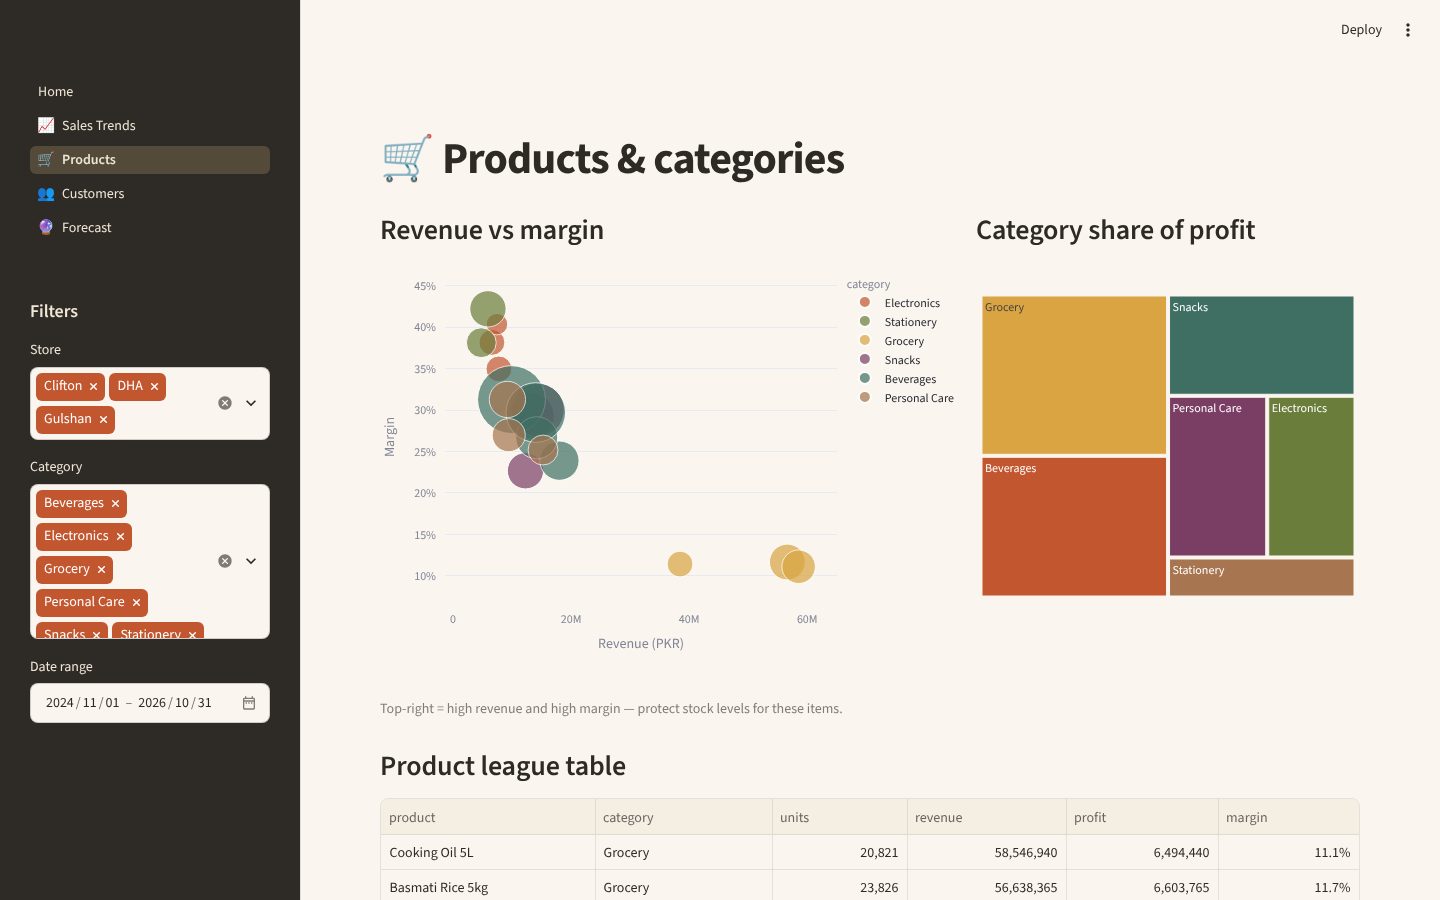 Deploy
Home
Sales Trends
Products
Customers
Forecast
Filters
Store
Clifton
DHA
Gulshan
Category
Beverages
Electronics
Grocery
Personal Care
Snacks
Stationery
Date range
2024/11/01 – 2026/10/31
Products & categories
Revenue vs margin
45%
40%
35%
30%
25%
20%
15%
10%
Margin
0
20M
40M
60M
Revenue (PKR)
category
Electronics
Stationery
Grocery
Snacks
Beverages
Personal Care
Category share of profit
Grocery
Snacks
Personal Care
Electronics
Beverages
Stationery
Top-right = high revenue and high margin — protect stock levels for these items.
Product league table
product category units revenue profit margin
Cooking Oil 5L Grocery 20,821 58,546,940 6,494,440 11.1%
Basmati Rice 5kg Grocery 23,826 56,638,365 6,603,765 11.7%